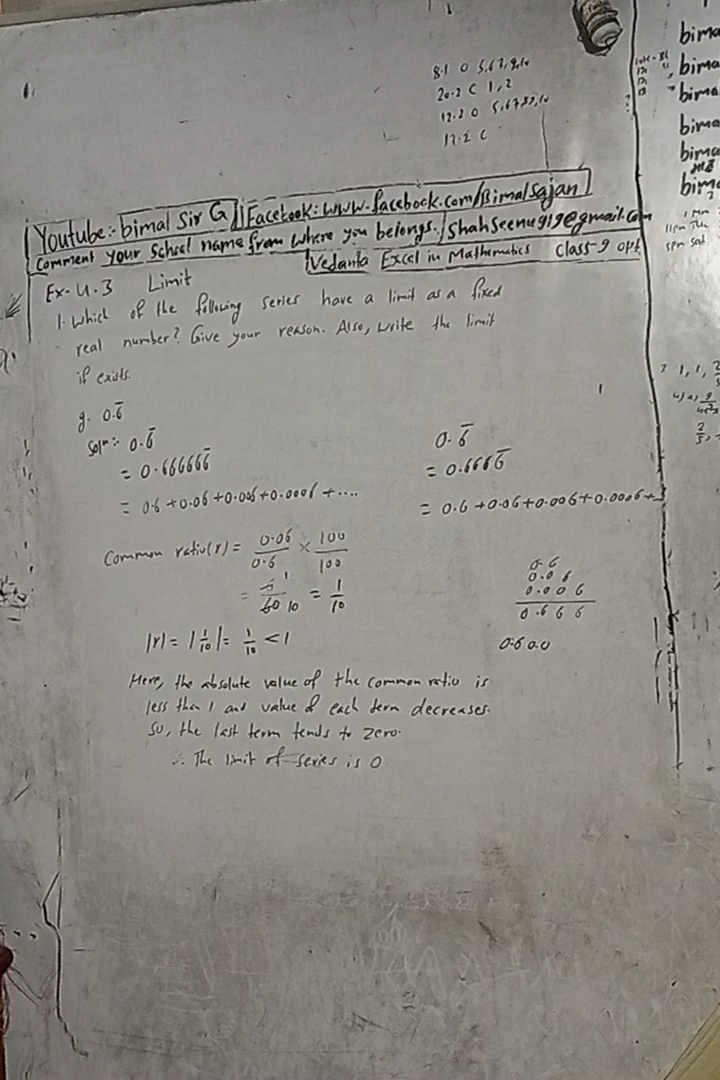 8.1 0 5,6,7,9,10
20.2 C 1,2
17.2 C
Youtube:- bimal Sir G Facebook: www.facebook.com/BimalSajan
Comment your School name from where you belongs. Shahseenu919@gmail.com
Vedanta Excel in Mathematics Class-9 opt.
Ex-4.3 Limit
1. Which of the following series have a limit as a fixed
real number? Give your reason. Also, write the limit
if exists.
g. 0.6̅
Solⁿ:- 0.6̅
= 0.666666̅
= 0.6 + 0.06 + 0.006 + 0.0006 + ....
Common ratio(r) = 0.06/0.6 × 100/100
= 6 1/60 10 = 1/10
|r| = |1/10| = 1/10 < 1
Here, the absolute value of the common ratio is
less than 1 and value of each term decreases.
So, the last term tends to zero.
∴ The limit of series is 0
0.6̅
= 0.6666̅
= 0.6 + 0.06 + 0.006 + 0.0006 +
0.6
0.06
0.006
0.666
0.6 0.0
bima
bima
bima
bima
bima
bima
5pm sat